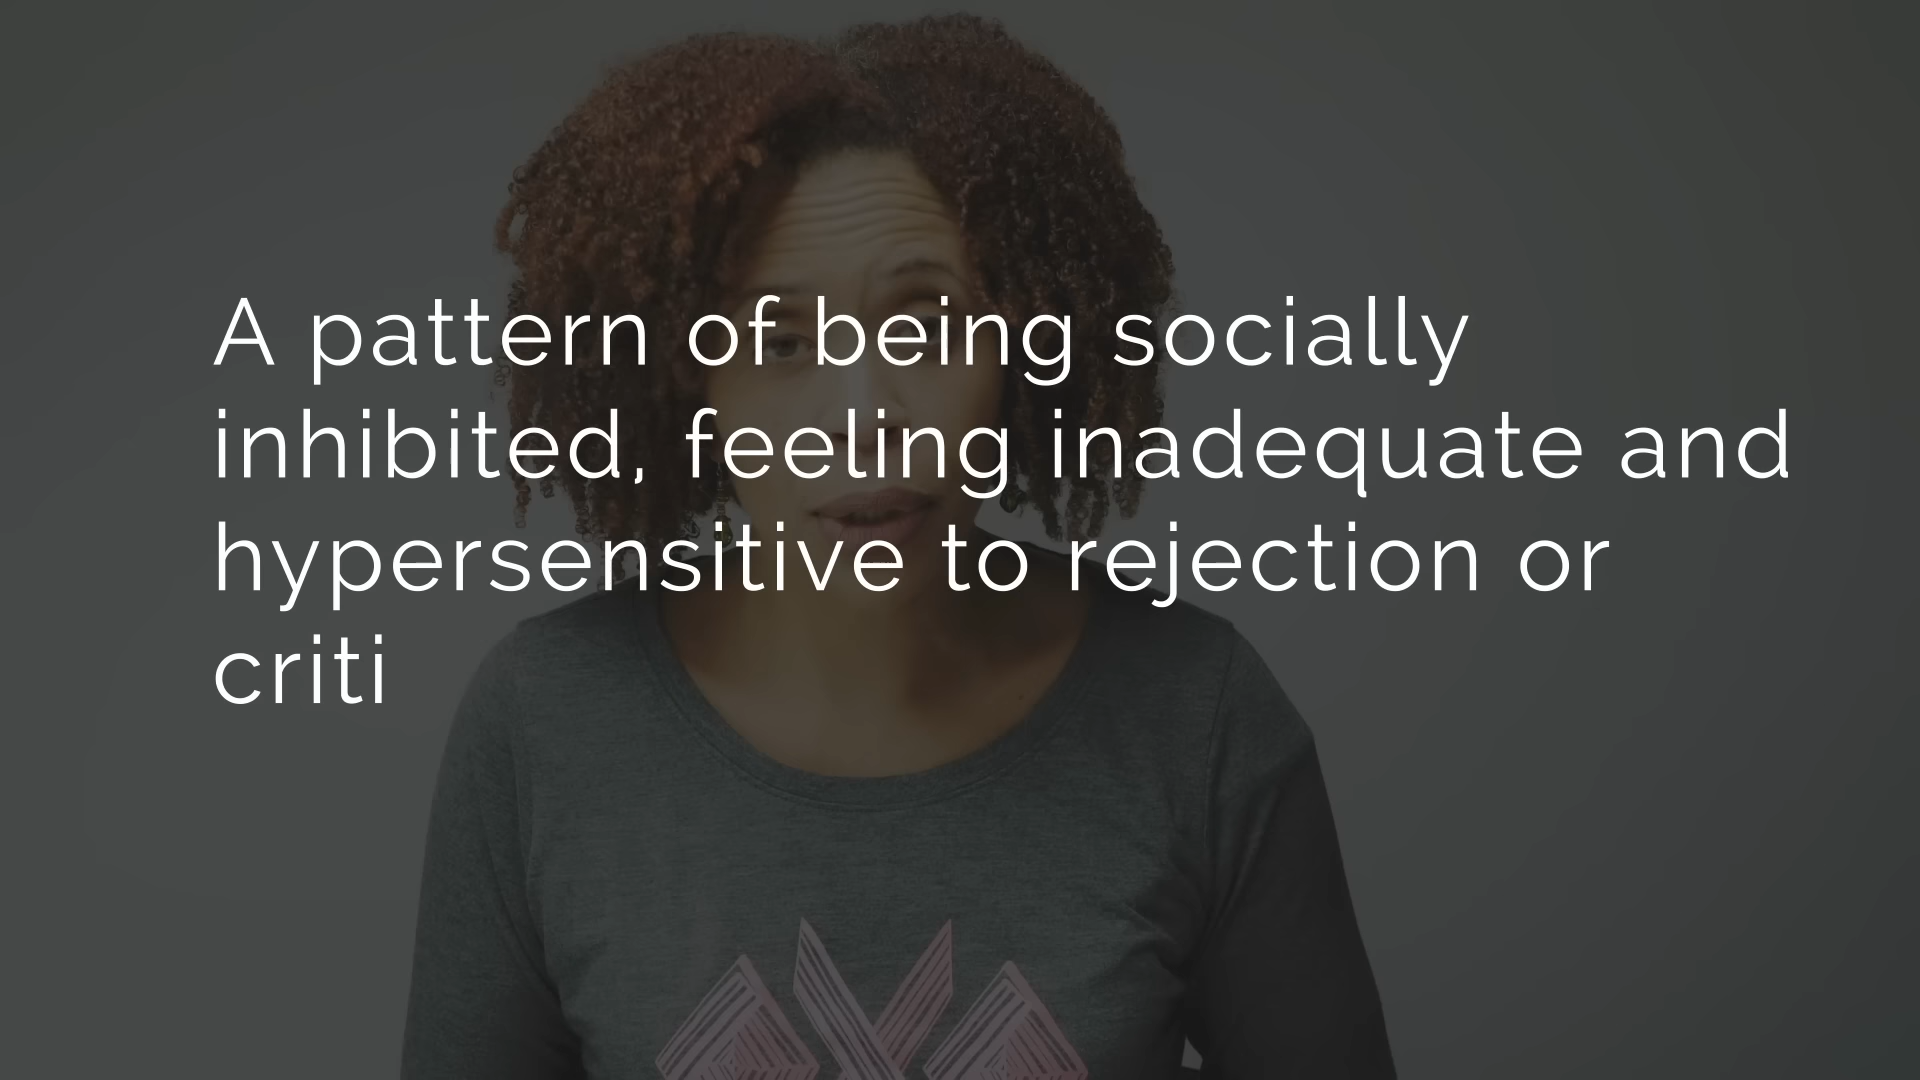 A pattern of being socially
inhibited, feeling inadequate and
hypersensitive to rejection or
criti